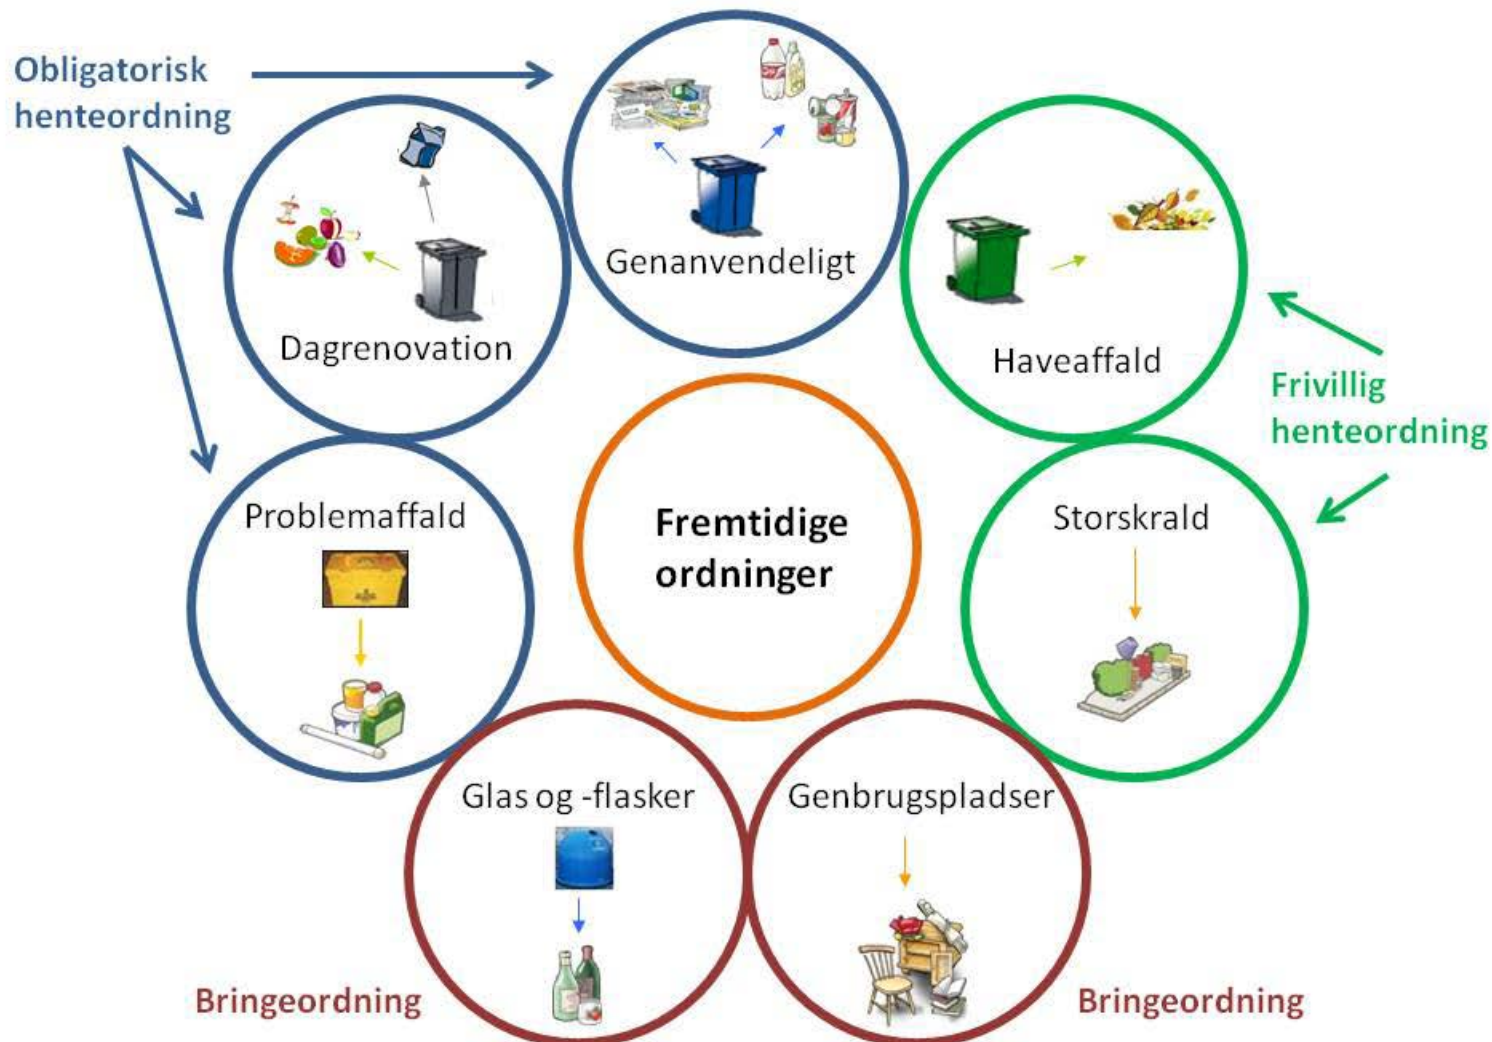 Obligatorisk
henteordning
Genanvendeligt
Dagrenovation
Haveaffald
Frivillig
henteordning
Problemaffald
Fremtidige
ordninger
Storskrald
Glas og -flasker
Genbrugspladser
Bringeordning
Bringeordning